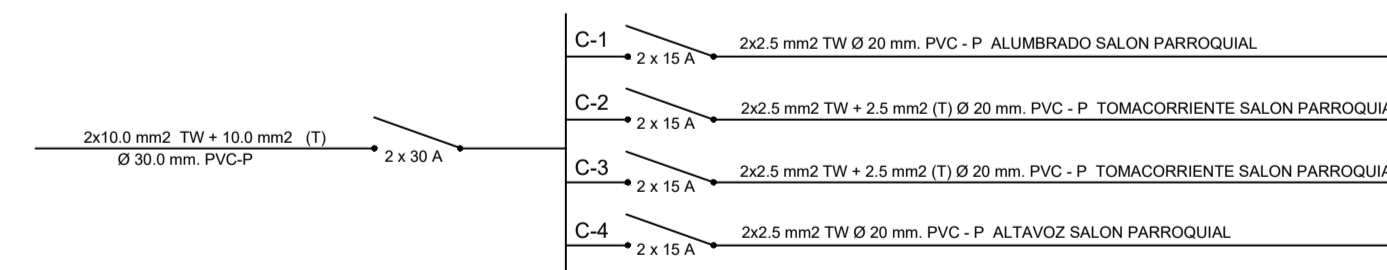 C-1
2 x 15 A
2x2.5 mm2 TW Ø 20 mm. PVC - P ALUMBRADO SALON PARROQUIAL
C-2
2 x 15 A
2x2.5 mm2 TW + 2.5 mm2 (T) Ø 20 mm. PVC - P TOMACORRIENTE SALON
2x10.0 mm2 TW + 10.0 mm2 (T)
Ø 30.0 mm. PVC-P
2 x 30 A
C-3
2 x 15 A
2x2.5 mm2 TW + 2.5 mm2 (T) Ø 20 mm. PVC - P TOMACORRIENTE SALON
C-4
2 x 15 A
2x2.5 mm2 TW Ø 20 mm. PVC - P ALTAVOZ SALON PARROQUIAL